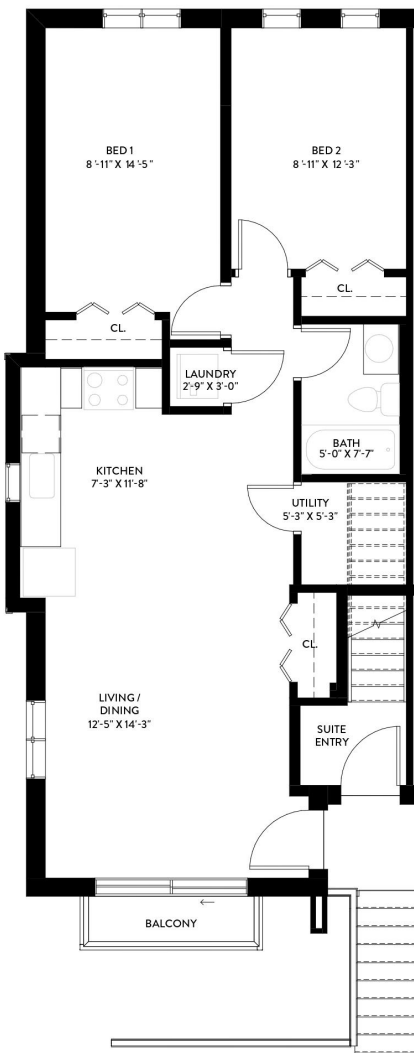 BED 1
8'-11" X 14'-5"
BED 2
8'-11" X 12'-3"
CL.
CL.
LAUNDRY
2'-9" X 3'-0"
BATH
5'-0" X 7'-7"
KITCHEN
7'-3" X 11'-8"
UTILITY
5'-3" X 5'-3"
CL.
LIVING /
DINING
12'-5" X 14'-3"
SUITE
ENTRY
BALCONY